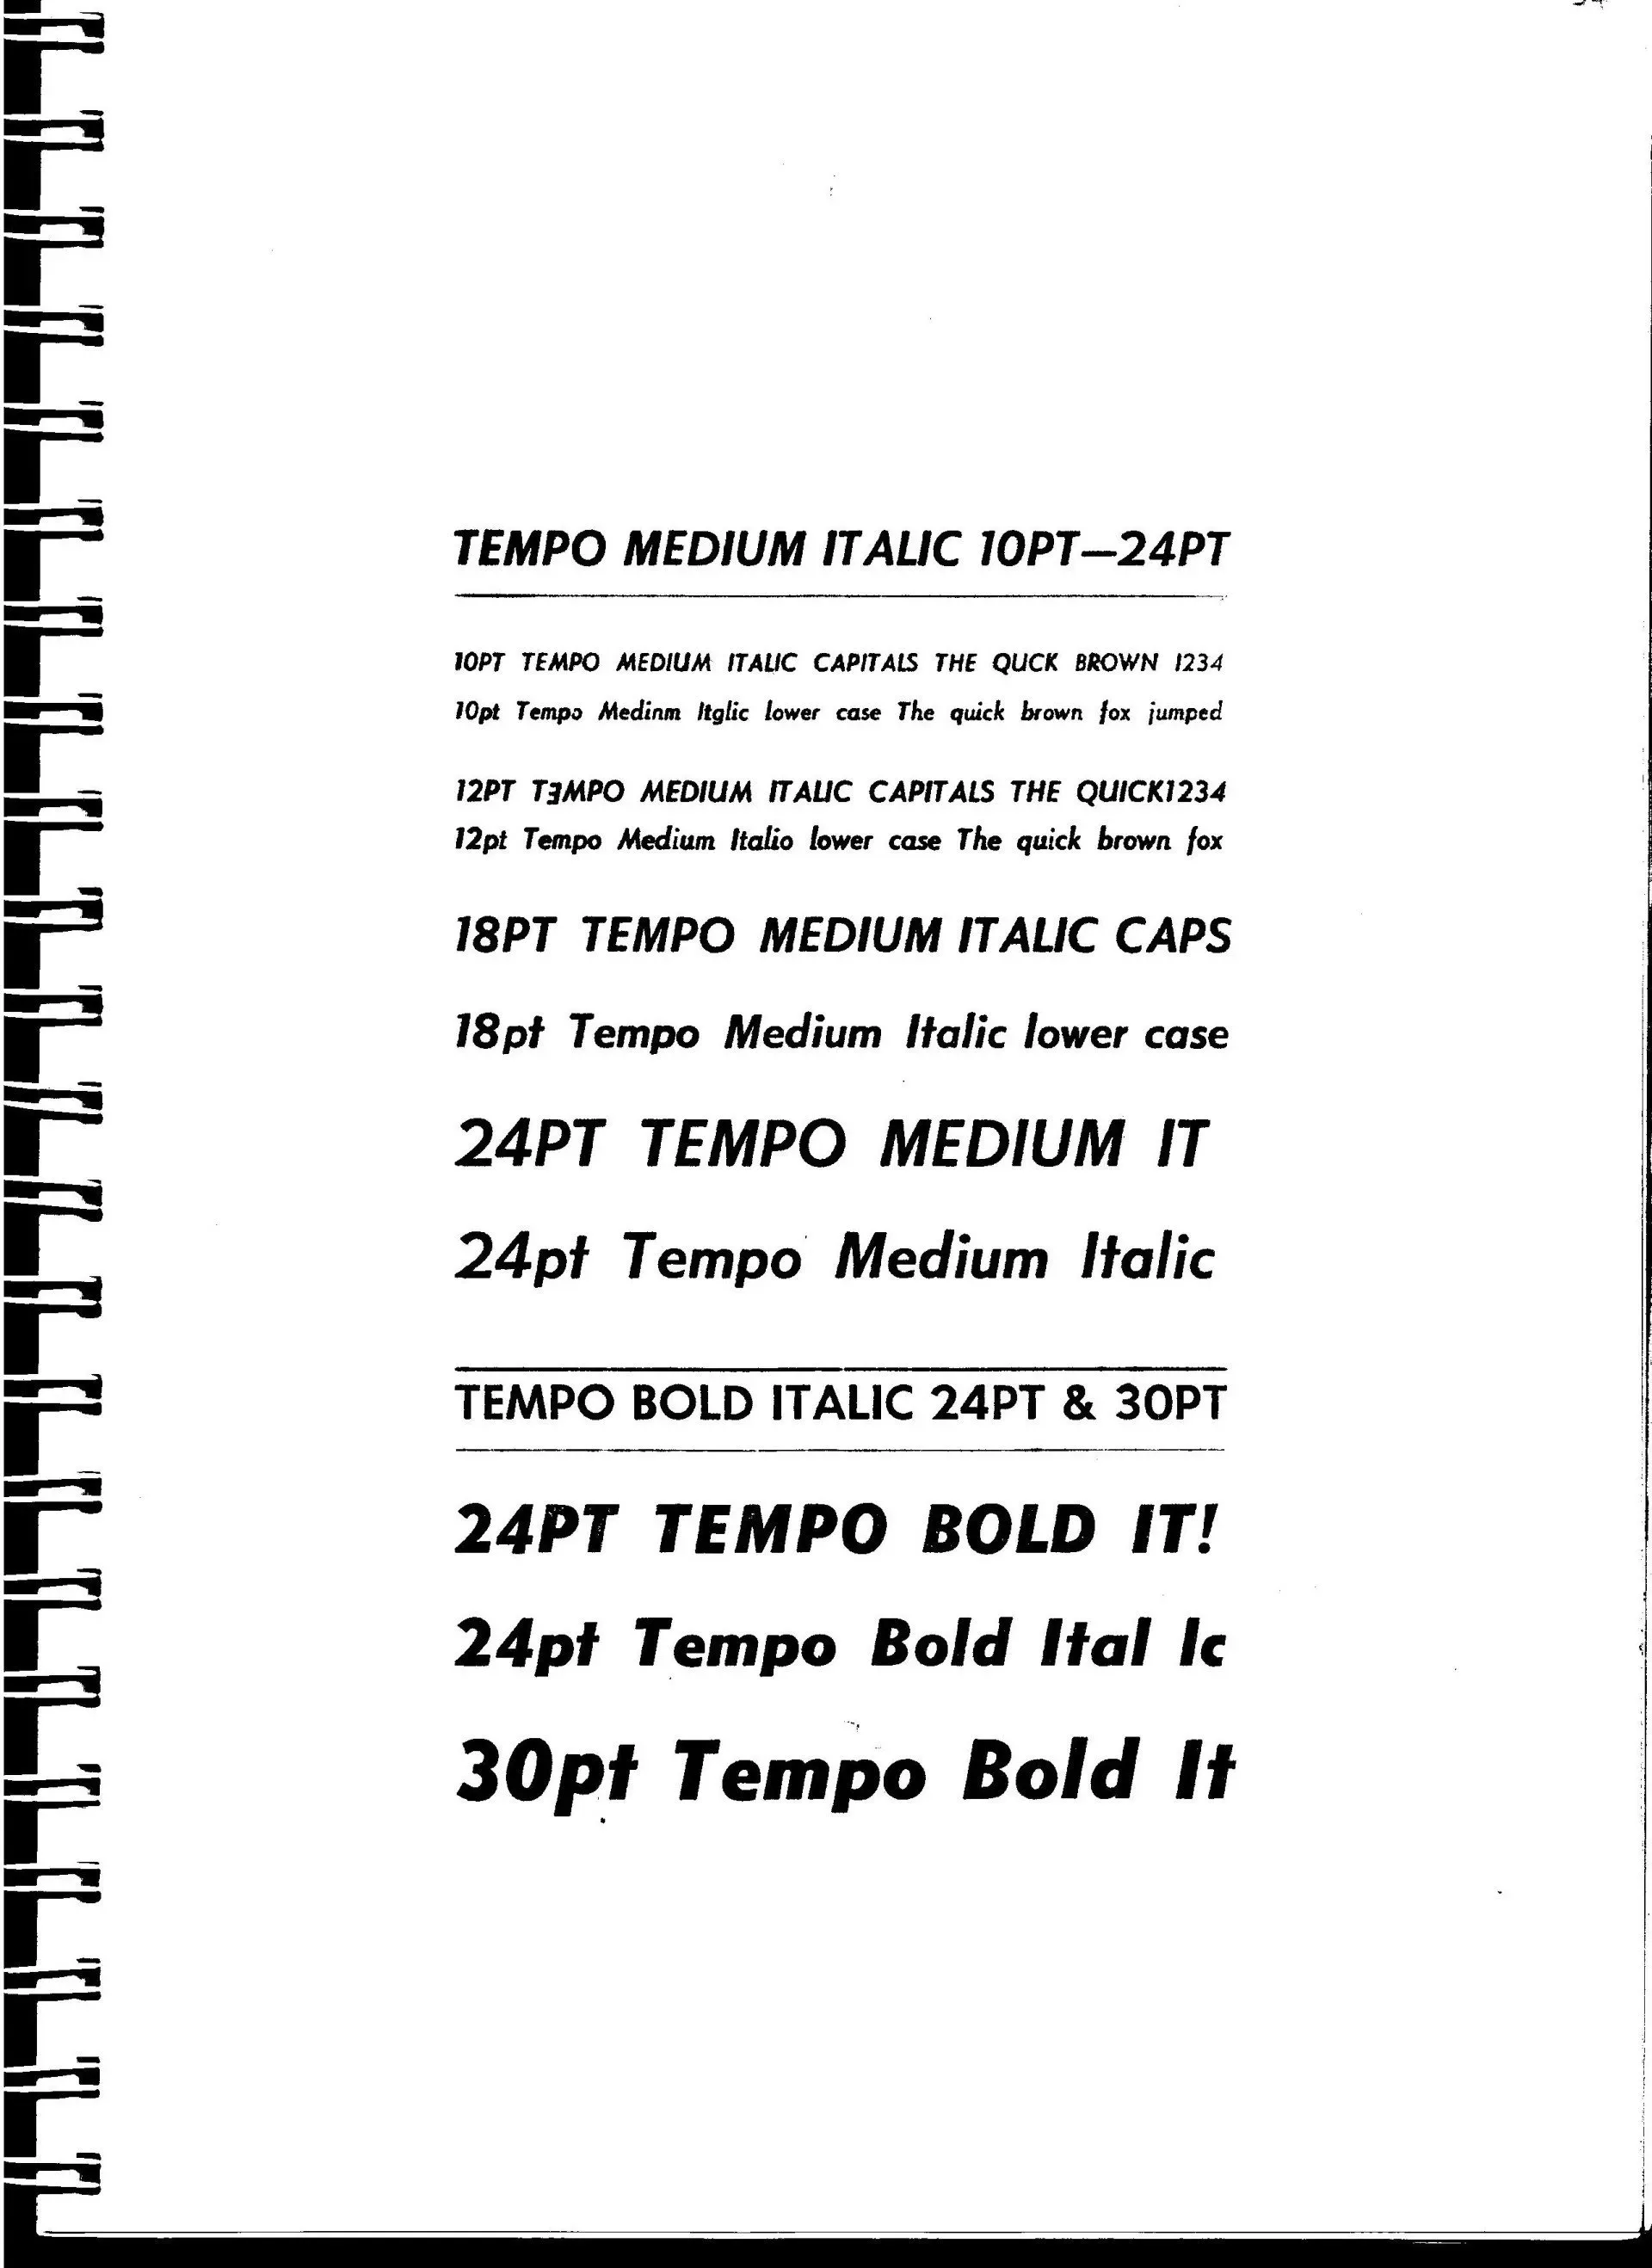 TEMPO MEDIUM ITALIC 10PT—24PT
10PT TEMPO MEDIUM ITALIC CAPITALS THE QUCK BROWN 1234
10pt Tempo Medinm Itglic lower case The quick brown fox jumped
12PT TƎMPO MEDIUM ITALIC CAPITALS THE QUICK1234
12pt Tempo Medium Italio lower case The quick brown fox
18PT TEMPO MEDIUM ITALIC CAPS
18pt Tempo Medium Italic lower case
24PT TEMPO MEDIUM IT
24pt Tempo Medium Italic
TEMPO BOLD ITALIC 24PT & 30PT
24PT TEMPO BOLD IT!
24pt Tempo Bold Ital Ic
30pt Tempo Bold It